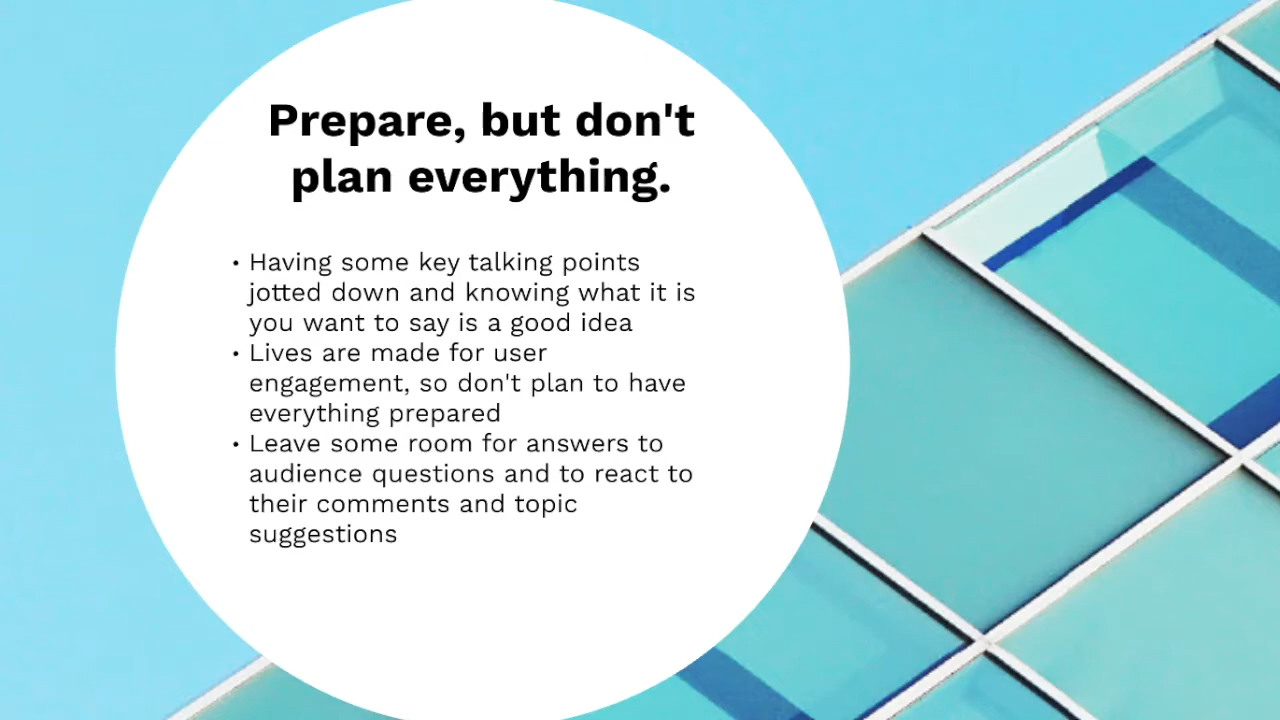 Prepare, but don't
plan everything.
• Having some key talking points
jotted down and knowing what it is
you want to say is a good idea
• Lives are made for user
engagement, so don't plan to have
everything prepared
• Leave some room for answers to
audience questions and to react to
their comments and topic
suggestions